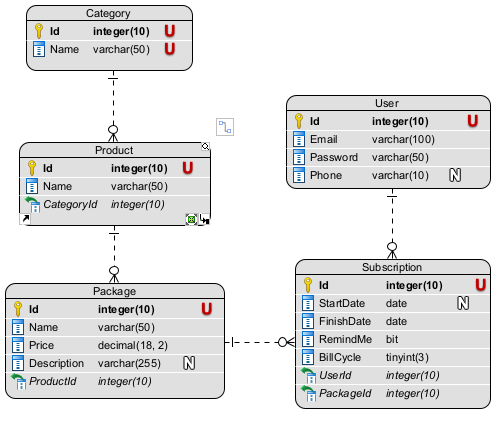 Category
Id integer(10) U
Name varchar(50) U
Product
Id integer(10) U
Name varchar(50)
CategoryId integer(10)
User
Id integer(10) U
Email varchar(100)
Password varchar(50)
Phone varchar(10) N
Package
Id integer(10) U
Name varchar(50)
Price decimal(18, 2)
Description varchar(255) N
ProductId integer(10)
Subscription
Id integer(10) U
StartDate date N
FinishDate date
RemindMe bit
BillCycle tinyint(3)
UserId integer(10)
PackageId integer(10)